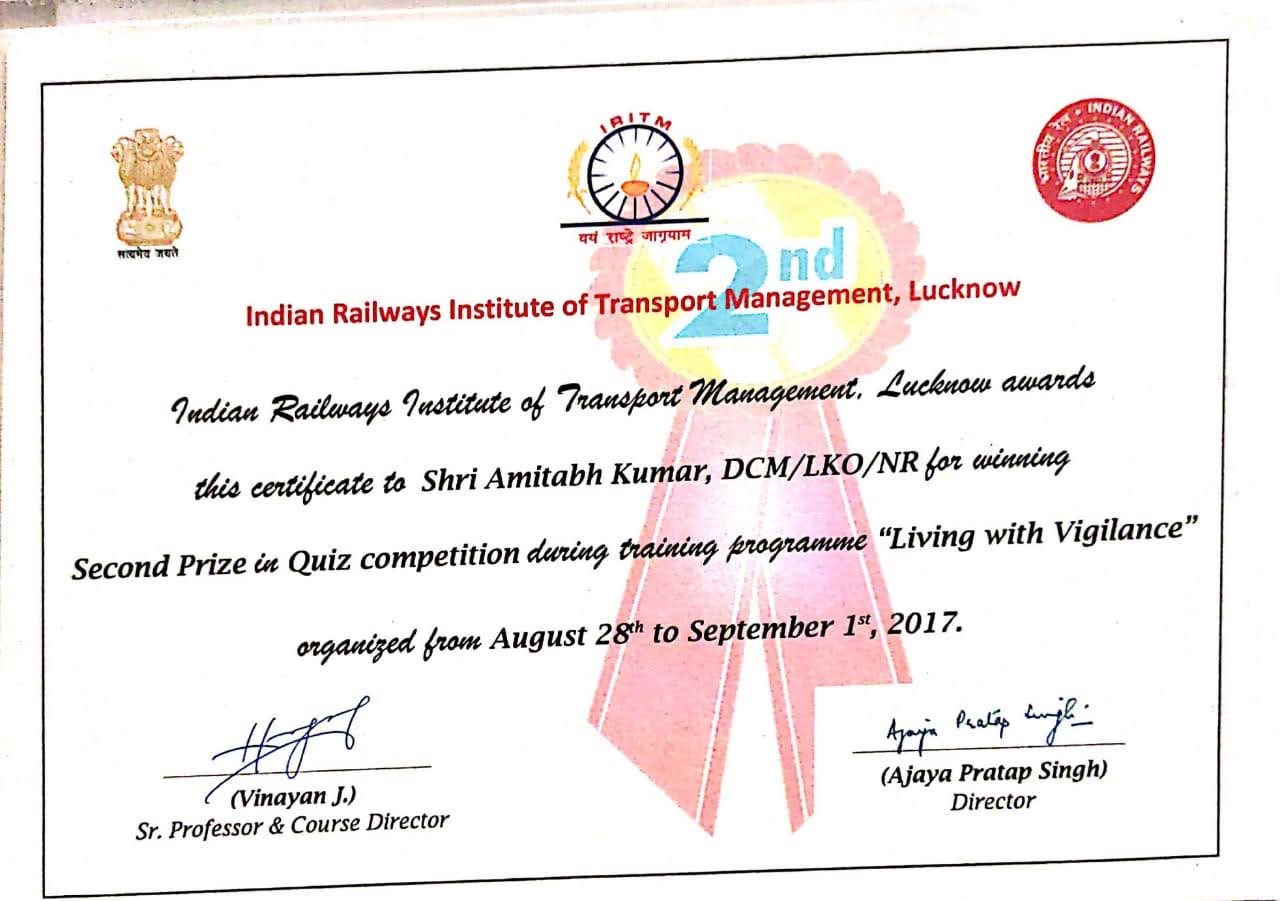 सत्यमेव जयते
IRITM
वयं राष्ट्रे जागृयाम
भारतीय रेल • INDIAN RAILWAYS
2nd
Indian Railways Institute of Transport Management, Lucknow
Indian Railways Institute of Transport Management, Lucknow awards
this certificate to Shri Amitabh Kumar, DCM/LKO/NR for winning
Second Prize in Quiz competition during training programme “Living with Vigilance”
organized from August 28th to September 1st, 2017.
Ajaya Pratap Singh
(Vinayan J.)
Sr. Professor & Course Director
(Ajaya Pratap Singh)
Director